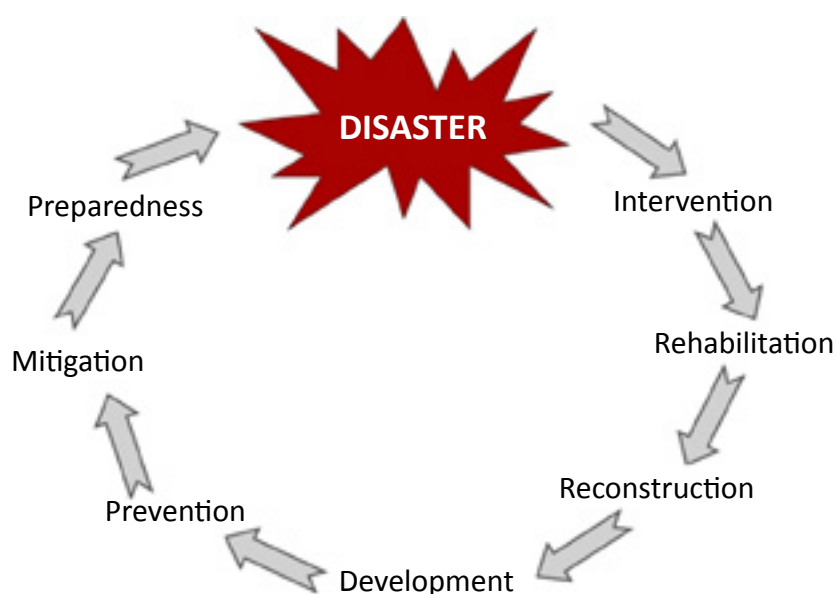 DISASTER
Intervention
Rehabilitation
Reconstruction
Development
Prevention
Mitigation
Preparedness